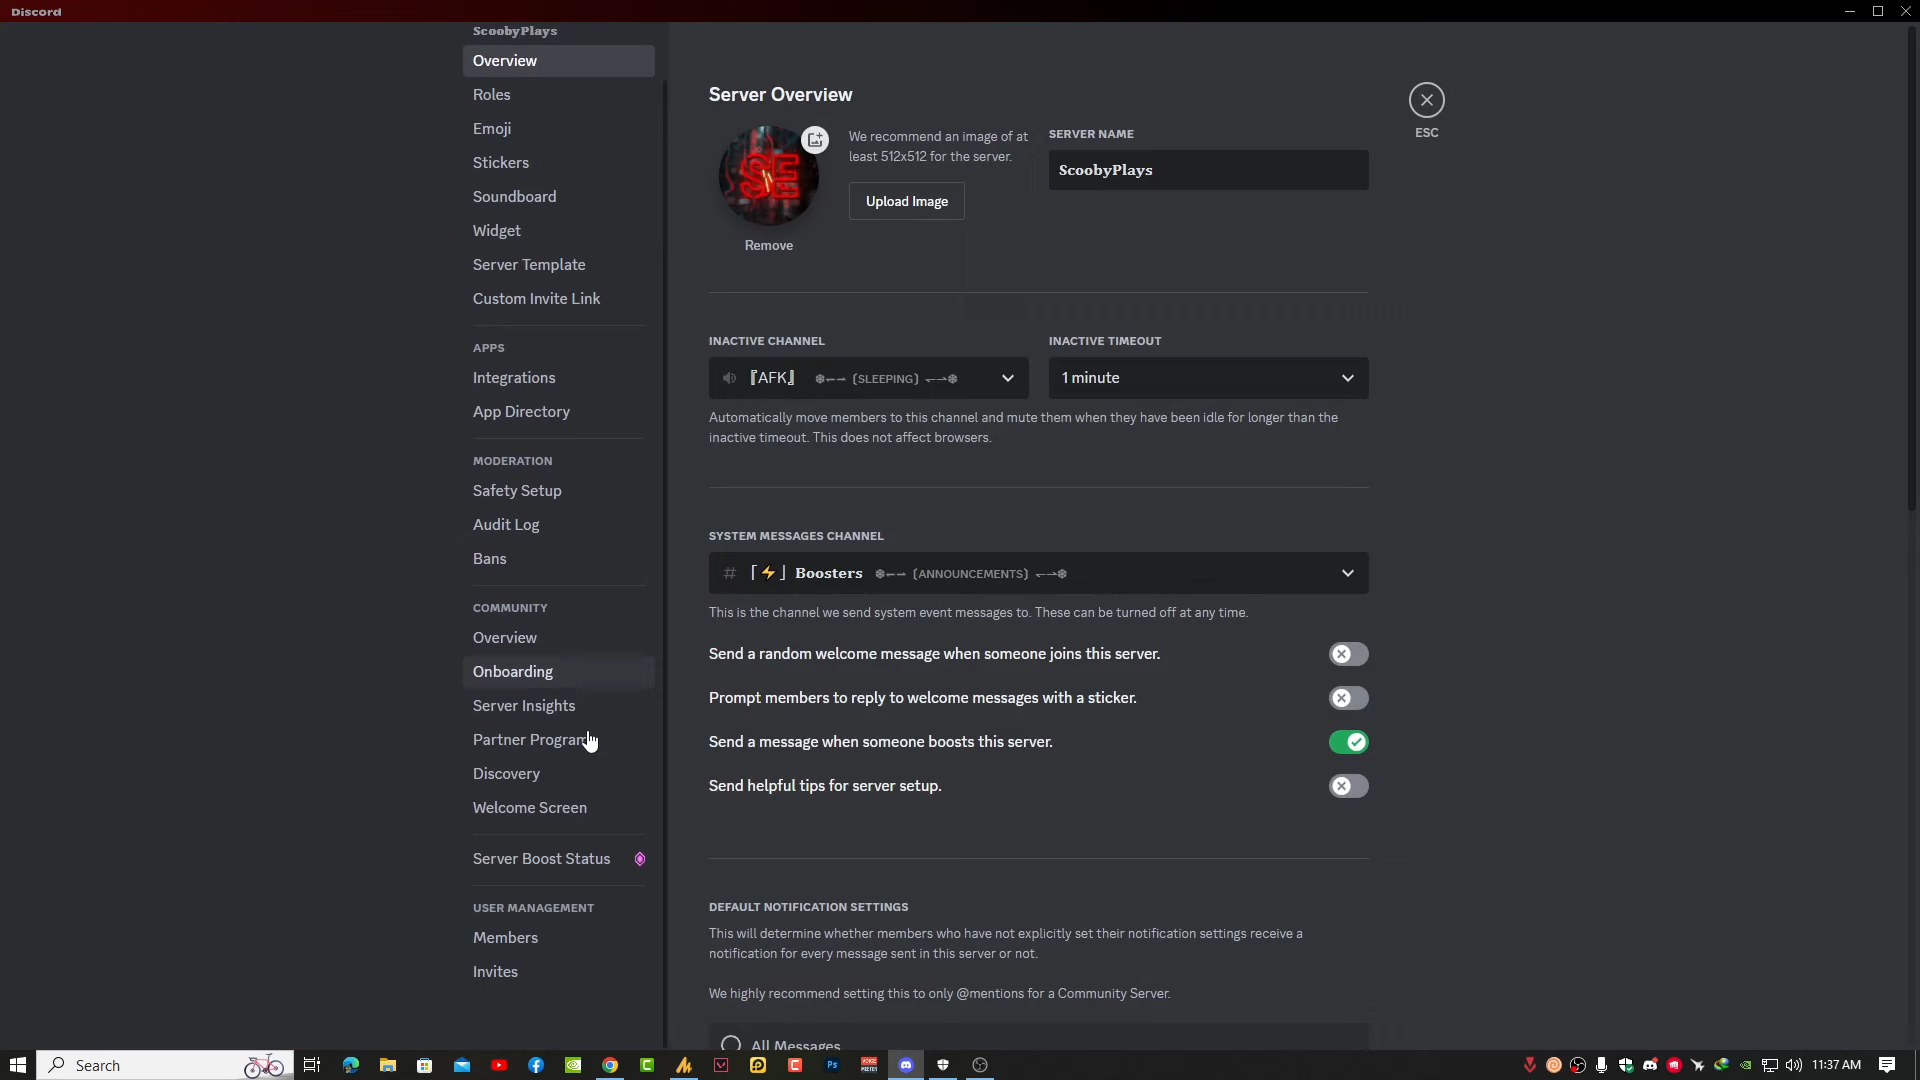 Discord
ScoobyPlays
Overview
Roles
Emoji
Stickers
Soundboard
Widget
Server Template
Custom Invite Link
APPS
Integrations
App Directory
MODERATION
Safety Setup
Audit Log
Bans
COMMUNITY
Overview
Onboarding
Server Insights
Partner Program
Discovery
Welcome Screen
Server Boost Status
USER MANAGEMENT
Members
Invites
Server Overview
SE
We recommend an image of at
least 512x512 for the server.
Upload Image
Remove
SERVER NAME
ScoobyPlays
ESC
INACTIVE CHANNEL
『AFK』 ❆⤙⇁ (SLEEPING) ↽⤚❆
INACTIVE TIMEOUT
1 minute
Automatically move members to this channel and mute them when they have been idle for longer than the
inactive timeout. This does not affect browsers.
SYSTEM MESSAGES CHANNEL
# 「⚡」 Boosters ❆⤙⇁ (ANNOUNCEMENTS) ↽⤚❆
This is the channel we send system event messages to. These can be turned off at any time.
Send a random welcome message when someone joins this server.
Prompt members to reply to welcome messages with a sticker.
Send a message when someone boosts this server.
Send helpful tips for server setup.
DEFAULT NOTIFICATION SETTINGS
This will determine whether members who have not explicitly set their notification settings receive a
notification for every message sent in this server or not.
We highly recommend setting this to only @mentions for a Community Server.
All Messages
Search
Ps
11:37 AM